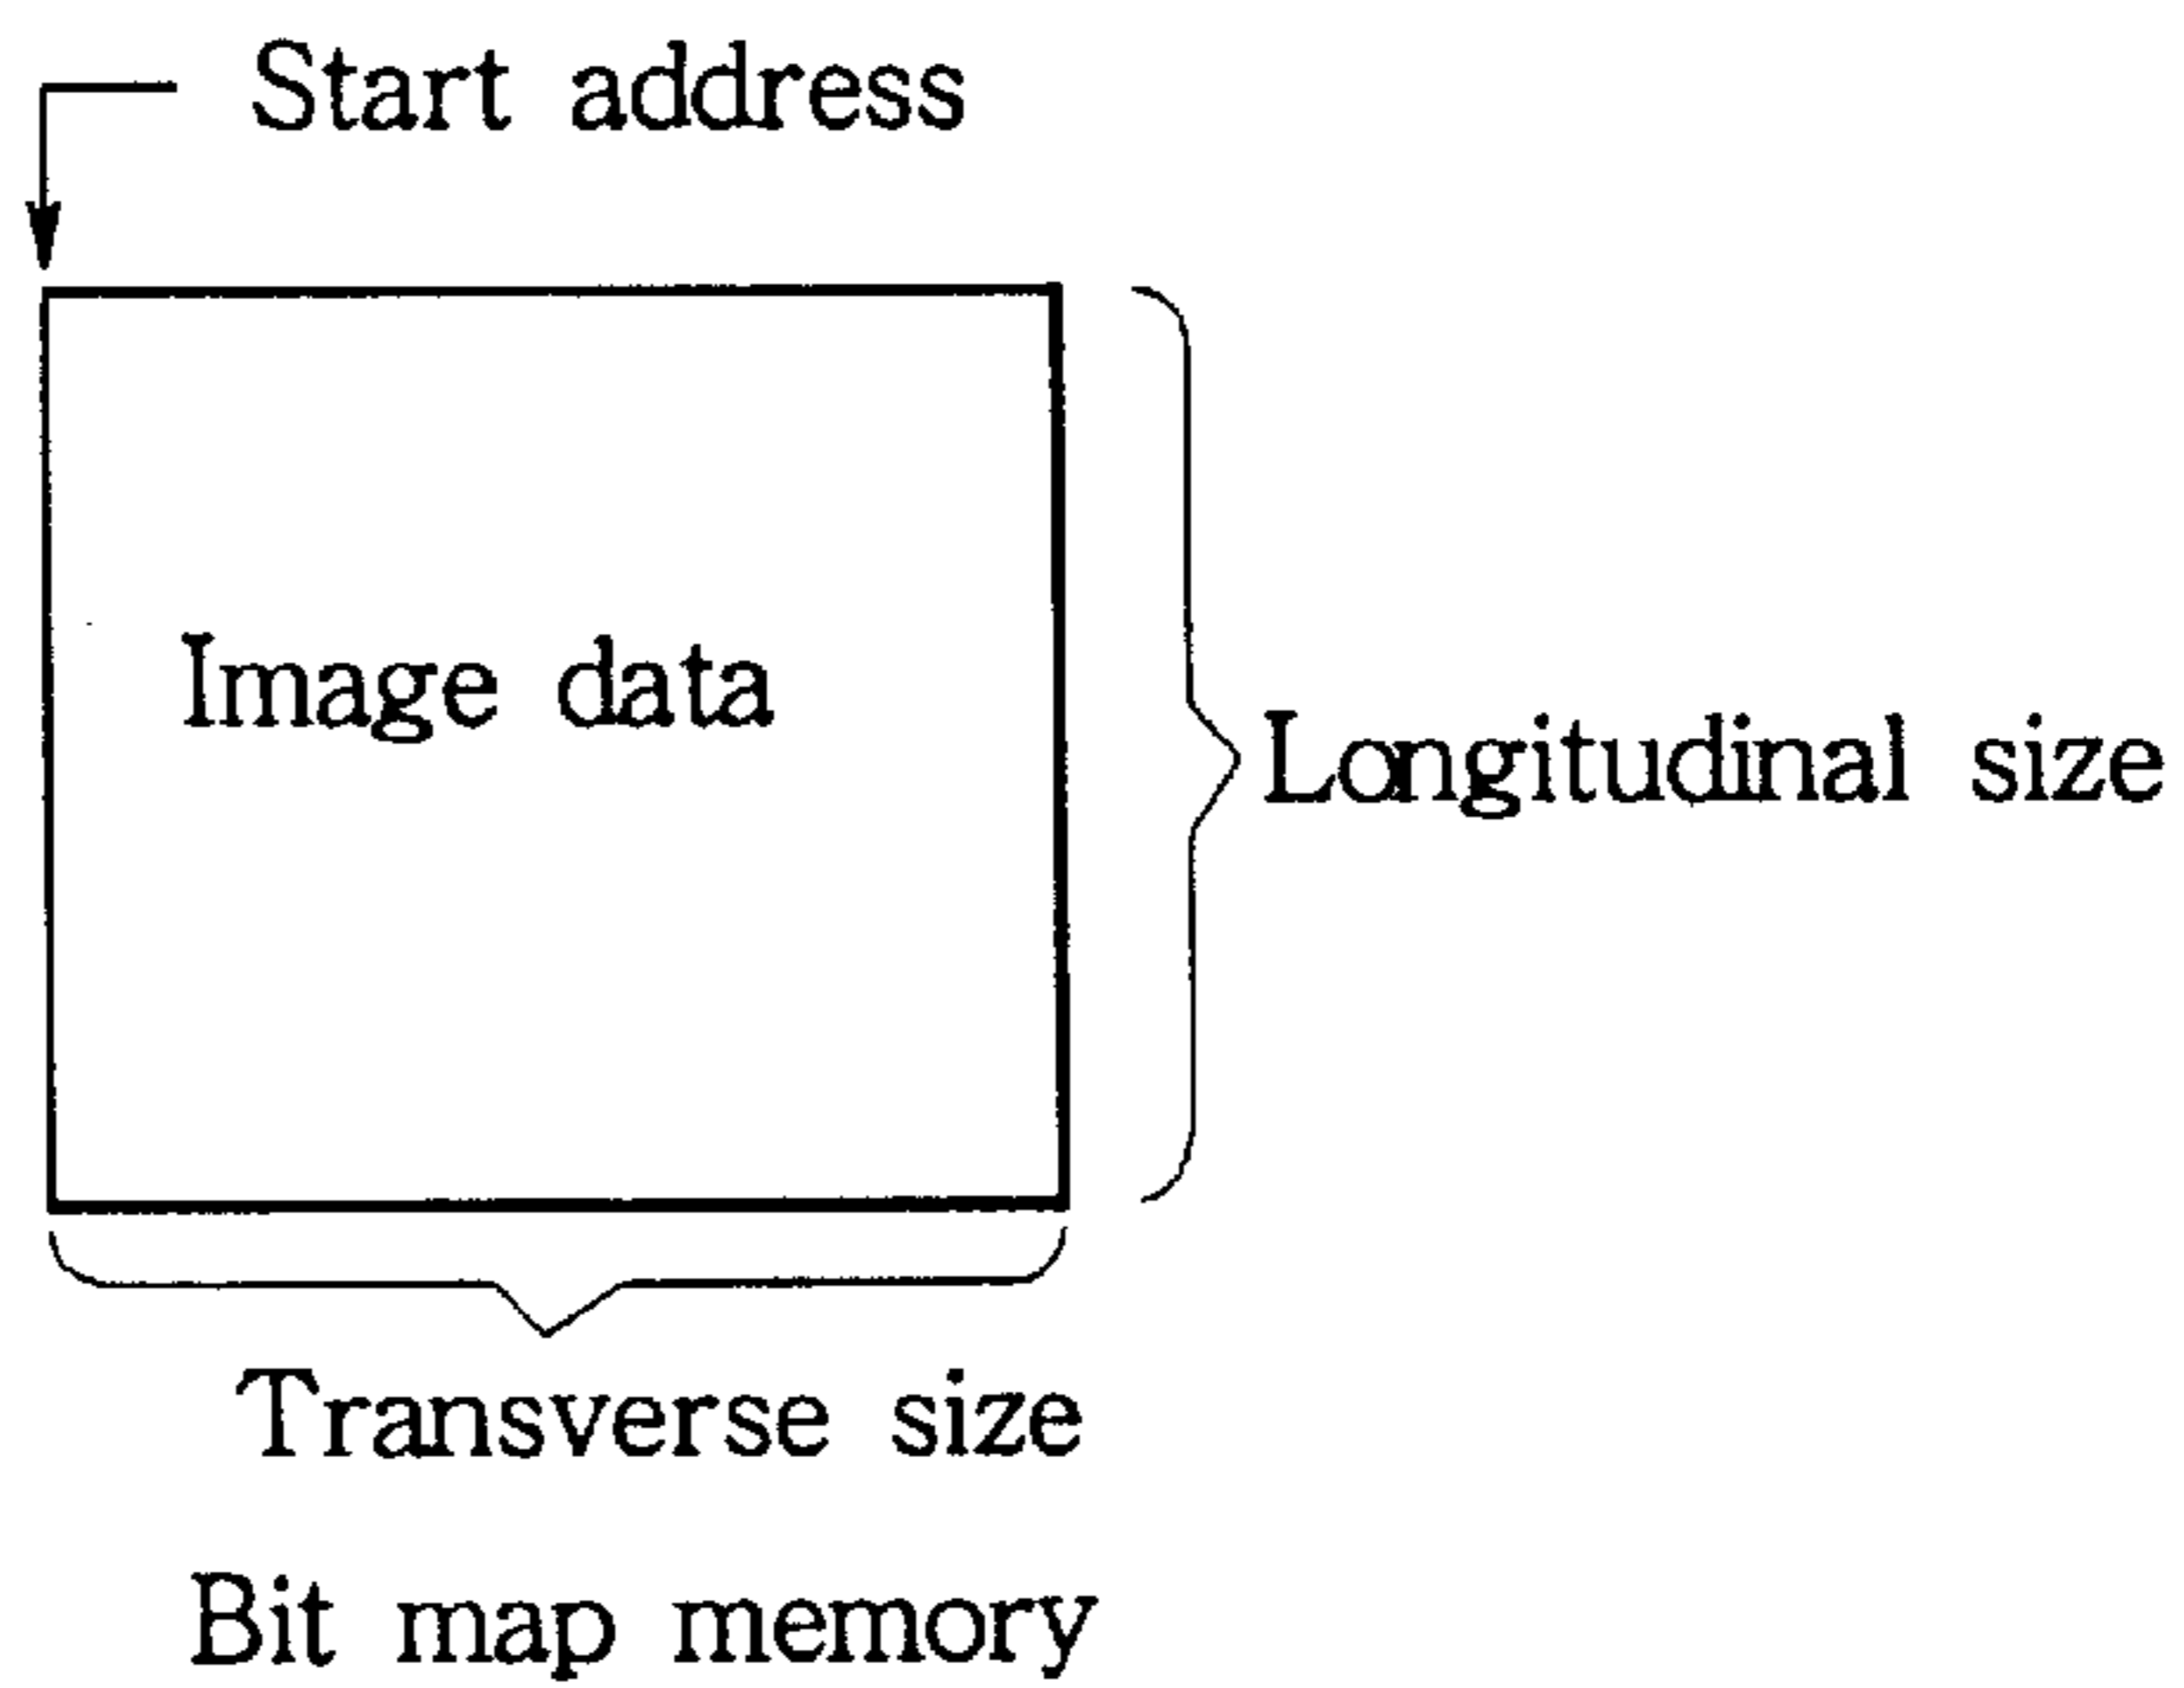 Start address
Image data
Longitudinal size
Transverse size
Bit map memory